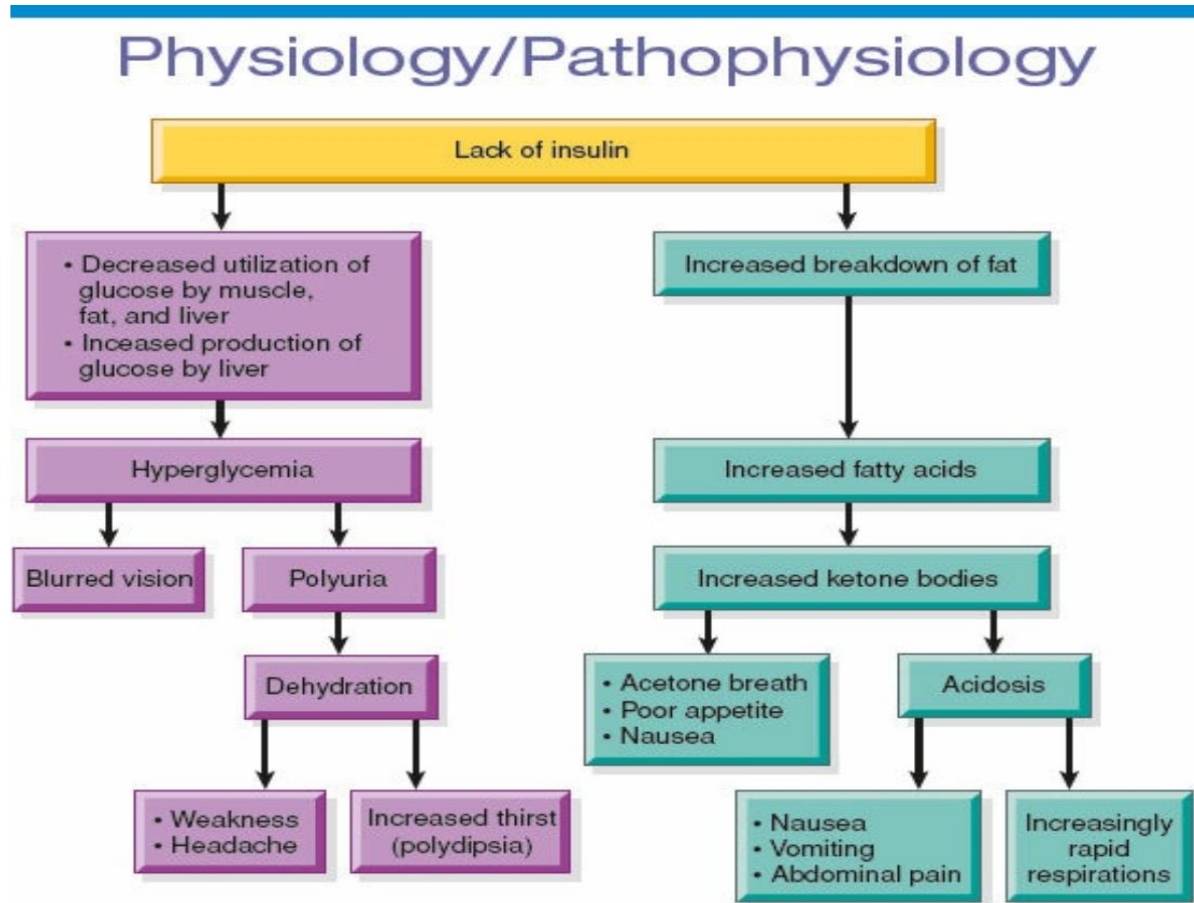 Physiology/Pathophysiology
Lack of insulin
• Decreased utilization of
glucose by muscle,
fat, and liver
• Inceased production of
glucose by liver
Increased breakdown of fat
Hyperglycemia
Increased fatty acids
Blurred vision
Polyuria
Increased ketone bodies
Dehydration
• Acetone breath
• Poor appetite
• Nausea
Acidosis
• Weakness
• Headache
Increased thirst
(polydipsia)
• Nausea
• Vomiting
• Abdominal pain
Increasingly
rapid
respirations